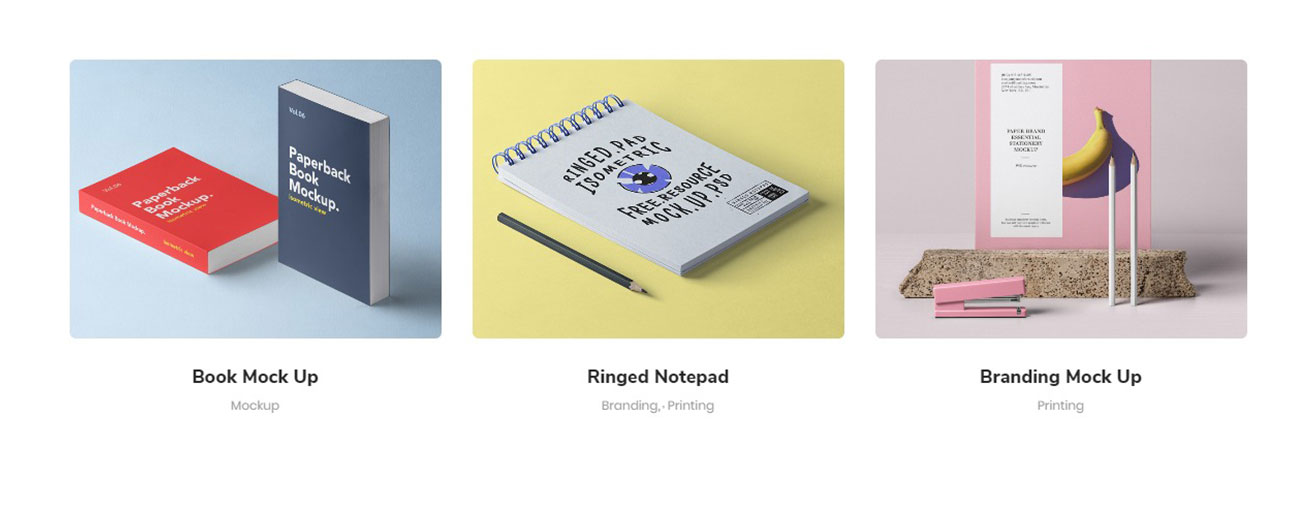 Vol.06
Paperback
Book
Mockup.
Isometric view
Paperback Book Mockup.
Isometric view
Vol.06
Paperback
Book
Mockup.
Isometric view
RINGED.PAD
ISOMETRIC
FREE.RESOURCE
MOCK.UP.PSD
PAPER BRAND
ESSENTIAL
STATIONERY
MOCKUP
Book Mock Up
Mockup
Ringed Notepad
Branding, · Printing
Branding Mock Up
Printing